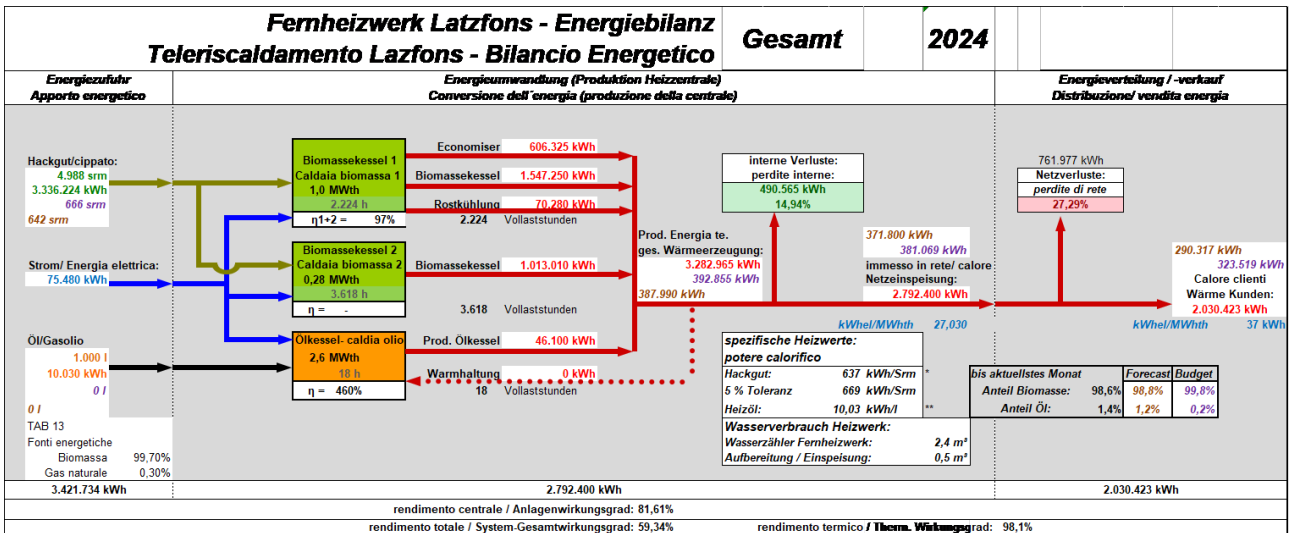 Fernheizwerk Latzfons - Energiebilanz
Teleriscaldamento Lazfons - Bilancio Energetico
Gesamt 2024
Energiezufuhr
Apporto energetico
Energieumwandlung (Produktion Heizzentrale)
Conversione dell´energia (produzione della centrale)
Energieverteilung / -verkauf
Distribuzione/ vendita energia
Hackgut/cippato:
4.988 srm
3.336.224 kWh
666 srm
642 srm
Strom/ Energia elettrica:
75.480 kWh
Öl/Gasolio
1.000 l
10.030 kWh
0 l
0 l
TAB 13
Fonti energetiche
Biomassa 99,70%
Gas naturale 0,30%
Biomassekessel 1
Caldaia biomassa 1
1,0 MWth
2.224 h
η1+2 = 97%
Biomassekessel 2
Caldaia biomassa 2
0,28 MWth
3.618 h
η = -
Ölkessel- caldia olio
2,6 MWth
18 h
η = 460%
Economiser 606.325 kWh
Biomassekessel 1.547.250 kWh
Rostkühlung 70.280 kWh
2.224 Vollaststunden
Biomassekessel 1.013.010 kWh
3.618 Vollaststunden
Prod. Ölkessel 46.100 kWh
Warmhaltung 0 kWh
18 Vollaststunden
Prod. Energia te.
ges. Wärmeerzeugung:
3.282.965 kWh
392.855 kWh
387.990 kWh
interne Verluste:
perdite interne:
490.565 kWh
14,94%
371.800 kWh
381.069 kWh
immesso in rete/ calore
Netzeinspeisung:
2.792.400 kWh
kWhel/MWhth 27,030
761.977 kWh
Netzverluste:
perdite di rete
27,29%
290.317 kWh
323.519 kWh
Calore clienti
Wärme Kunden:
2.030.423 kWh
kWhel/MWhth 37 kWh
spezifische Heizwerte:
potere calorifico
Hackgut: 637 kWh/Srm *
5 % Toleranz 669 kWh/Srm
Heizöl: 10,03 kWh/l **
Wasserverbrauch Heizwerk:
Wasserzähler Fernheizwerk: 2,4 m³
Aufbereitung / Einspeisung: 0,5 m³
bis aktuellstes Monat Forecast Budget
Anteil Biomasse: 98,6% 98,8% 99,8%
Anteil Öl: 1,4% 1,2% 0,2%
3.421.734 kWh 2.792.400 kWh 2.030.423 kWh
rendimento centrale / Anlagenwirkungsgrad: 81,61%
rendimento totale / System-Gesamtwirkungsgrad: 59,34% rendimento termico / Therm. Wirkungsgrad: 98,1%